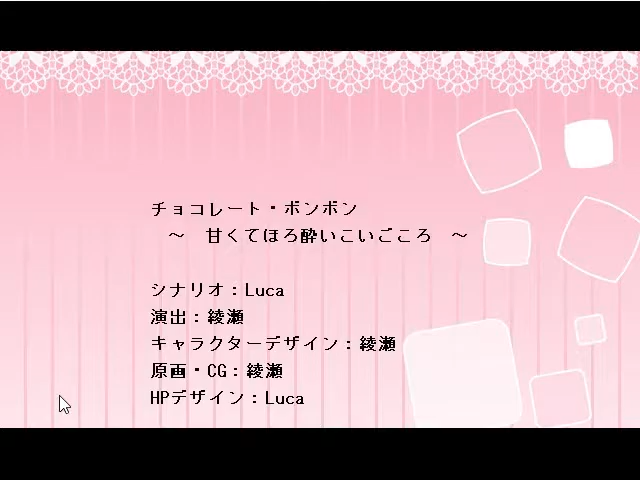 チョコレート・ボンボン
～　甘くてほろ酔いこいごころ　～
シナリオ：Luca
演出：綾瀬
キャラクターデザイン：綾瀬
原画・CG：綾瀬
HPデザイン：Luca